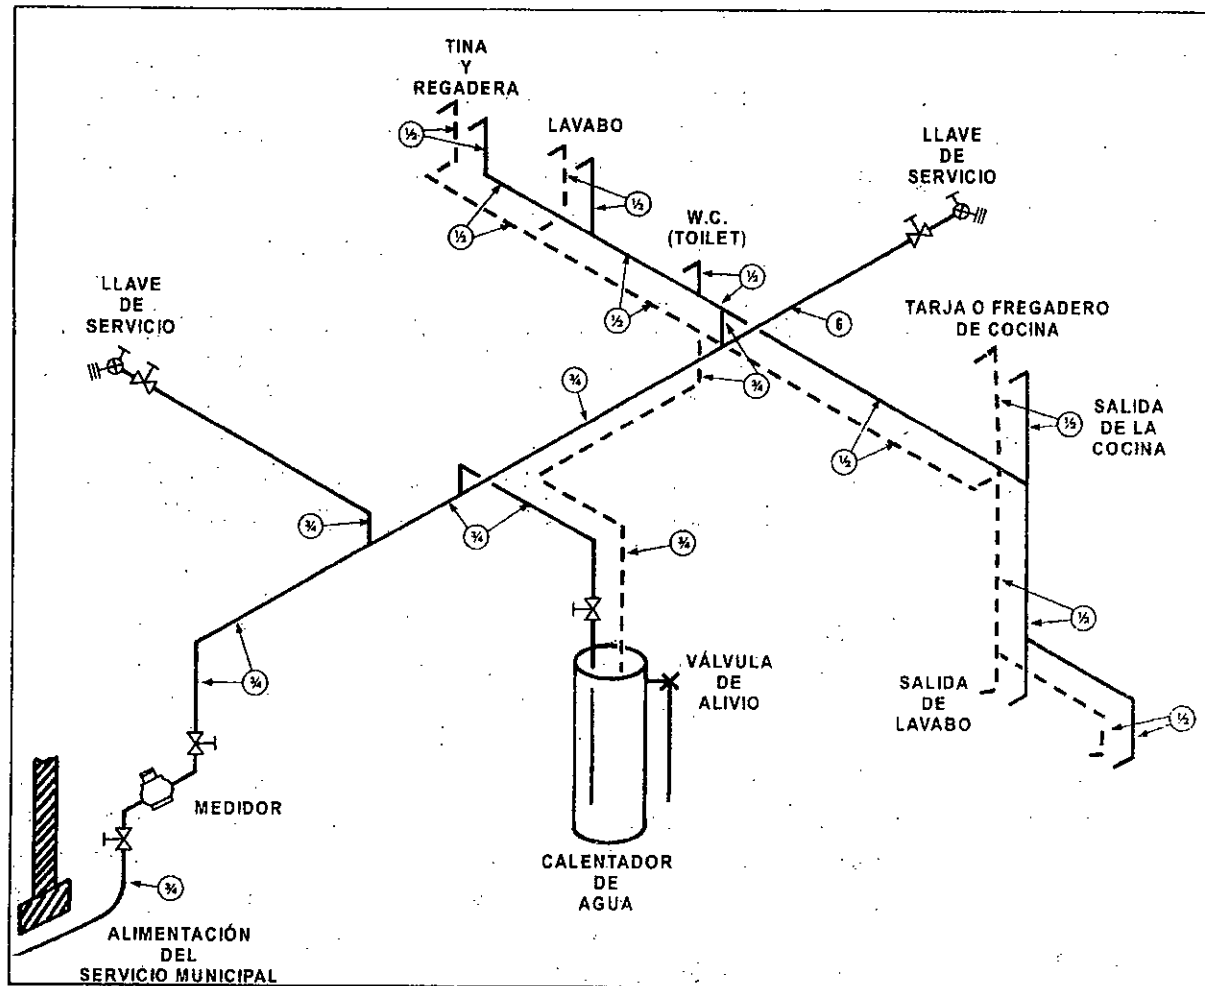 TINA
Y
REGADERA
½
LAVABO
½
LLAVE
DE
SERVICIO
W.C.
(TOILET)
½
½
½
½
6
LLAVE
DE
SERVICIO
TARJA O FREGADERO
DE COCINA
¾
¾
½
SALIDA
DE LA
COCINA
½
¾
¾
¾
½
¾
VÁLVULA
DE
ALIVIO
SALIDA
DE
LAVABO
½
MEDIDOR
CALENTADOR
DE
AGUA
¾
ALIMENTACIÓN
DEL
SERVICIO MUNICIPAL